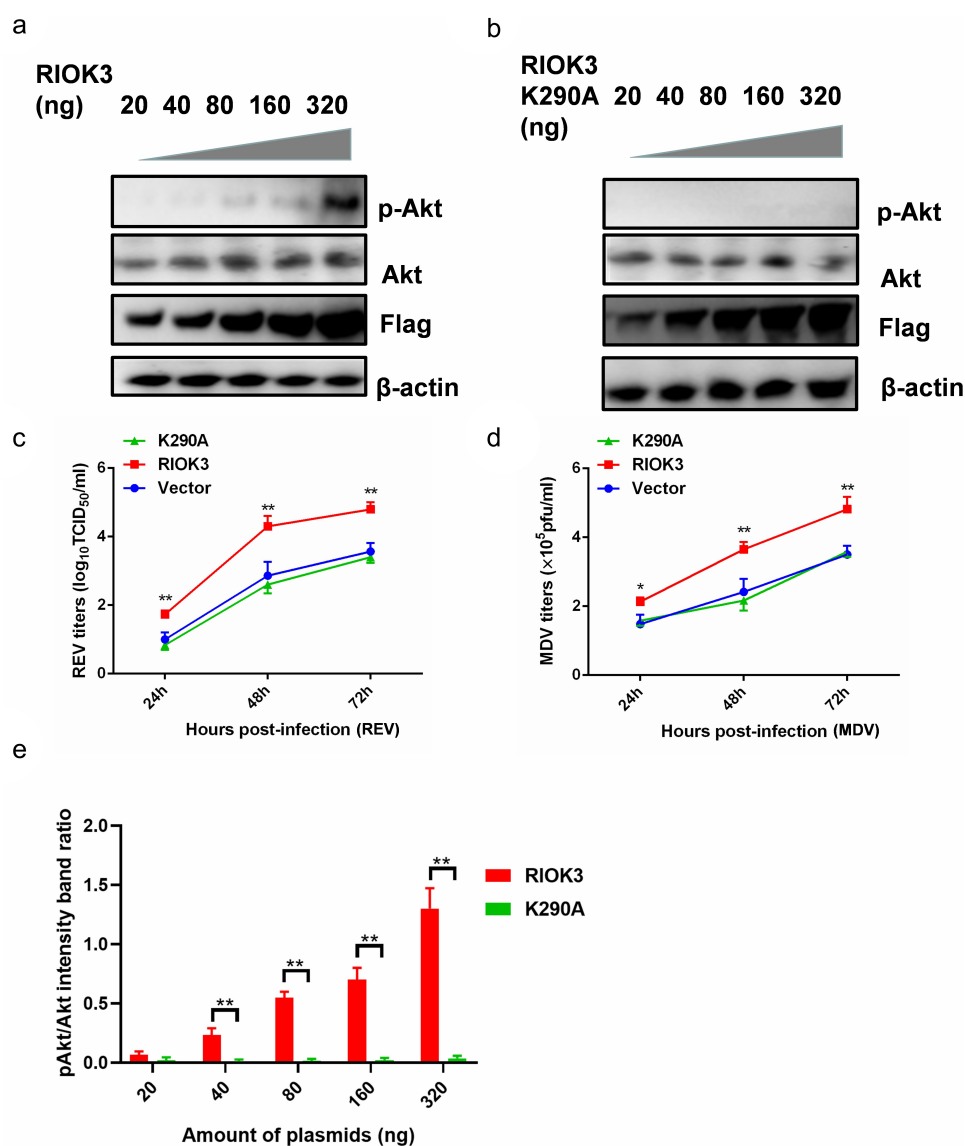 a
RIOK3
(ng)
20 40 80 160 320
p-Akt
Akt
Flag
β-actin
b
RIOK3
K290A
(ng)
20 40 80 160 320
p-Akt
Akt
Flag
β-actin
c
K290A
RIOK3
Vector
REV titers (log10TCID50/ml)
6
4
2
0
**
**
**
24h
48h
72h
Hours post-infection (REV)
d
K290A
RIOK3
Vector
MDV titers (×10⁵pfu/ml)
6
4
2
0
*
**
**
24h
48h
72h
Hours post-infection (MDV)
e
pAkt/Akt intensity band ratio
2.0
1.5
1.0
0.5
0.0
**
**
**
**
RIOK3
K290A
20
40
80
160
320
Amount of plasmids (ng)